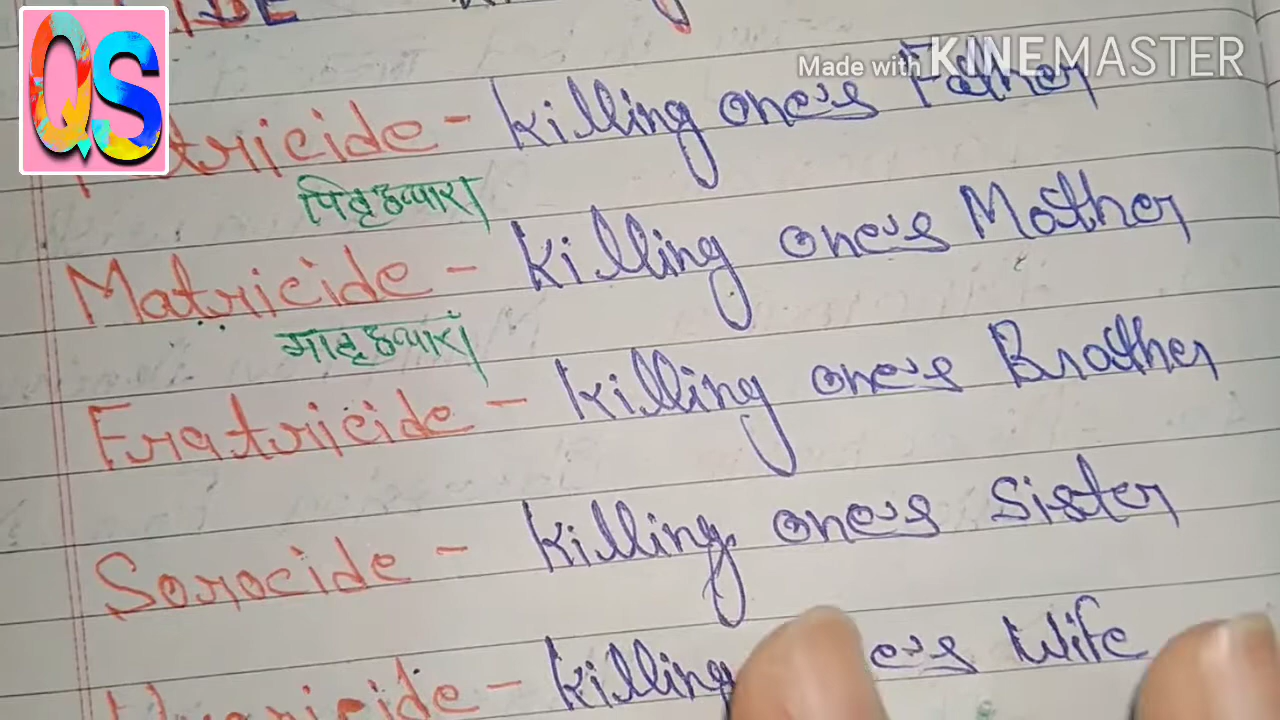 QS
Made with KINEMASTER
Patricide - Killing one's Father
पितृहत्यारा
Matricide - Killing one's Mother
मातृहत्यारा
Fratricide - Killing one's Brother
Sorocide - Killing one's Sister
Killing Wife